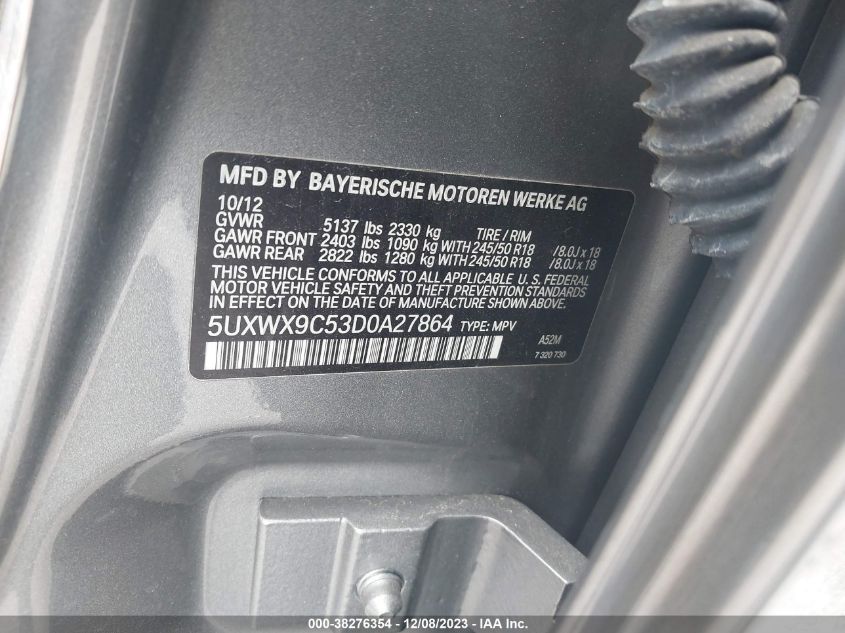 MFD BY BAYERISCHE MOTOREN WERKE AG
10/12
GVWR 5137 lbs 2330 kg TIRE / RIM
GAWR FRONT 2403 lbs 1090 kg WITH 245/50 R18 /8.0J x 18
GAWR REAR 2822 lbs 1280 kg WITH 245/50 R18 /8.0J x 18
THIS VEHICLE CONFORMS TO ALL APPLICABLE U. S. FEDERAL
MOTOR VEHICLE SAFETY AND THEFT PREVENTION STANDARDS
IN EFFECT ON THE DATE OF MANUFACTURE SHOWN ABOVE.
5UXWX9C53D0A27864 TYPE: MPV
A52M
7 320 730
000-38276354 - 12/08/2023 - IAA Inc.